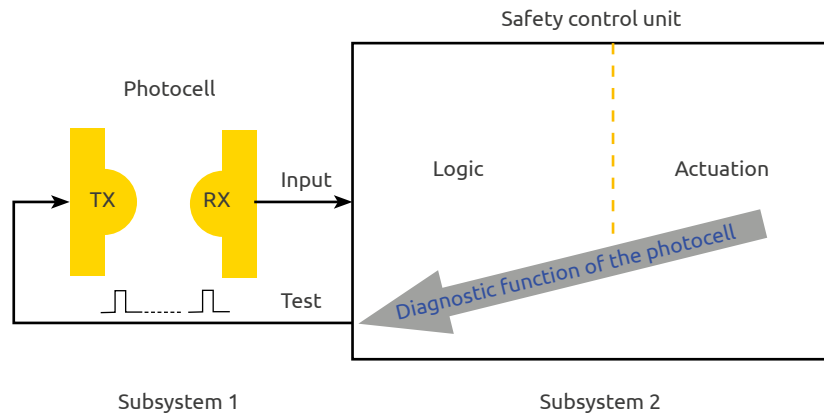 Safety control unit
Photocell
TX
RX
Input
Logic
Actuation
Diagnostic function of the photocell
Test
Subsystem 1
Subsystem 2